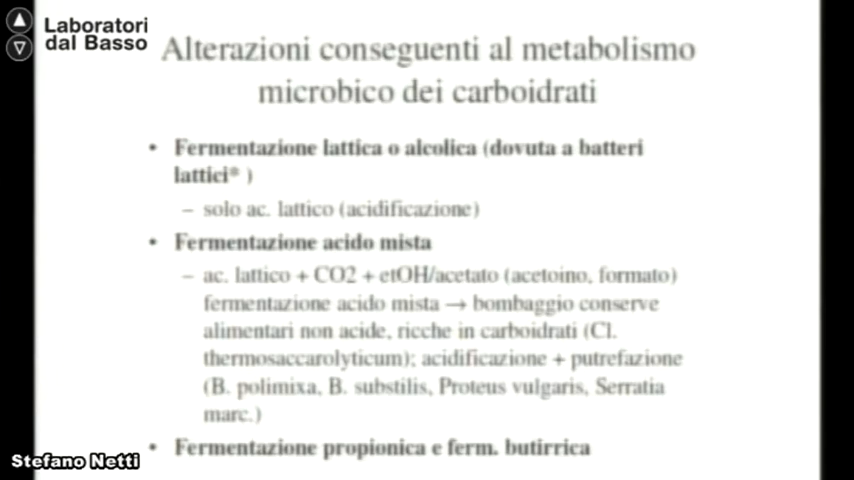 Laboratori
dal Basso
Alterazioni conseguenti al metabolismo
microbico dei carboidrati
• Fermentazione lattica o alcolica (dovuta a batteri
lattici* )
– solo ac. lattico (acidificazione)
• Fermentazione acido mista
– ac. lattico + CO2 + etOH/acetato (acetoino, formato)
fermentazione acido mista → bombaggio conserve
alimentari non acide, ricche in carboidrati (Cl.
thermosaccarolyticum); acidificazione + putrefazione
(B. polimixa, B. substilis, Proteus vulgaris, Serratia
marc.)
• Fermentazione propionica e ferm. butirrica
Stefano Netti